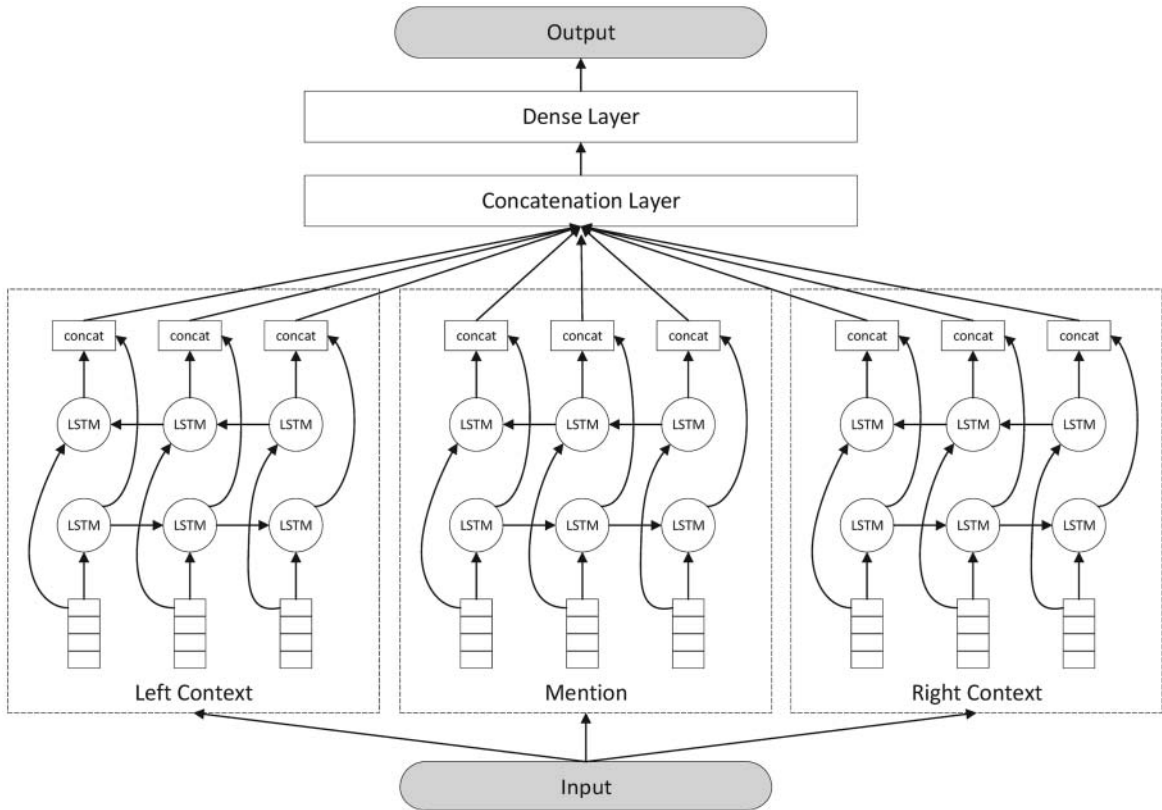 Output
Dense Layer
Concatenation Layer
concat concat concat concat concat concat concat concat concat
LSTM LSTM LSTM LSTM LSTM LSTM LSTM LSTM LSTM
LSTM LSTM LSTM LSTM LSTM LSTM LSTM LSTM LSTM
Left Context Mention Right Context
Input